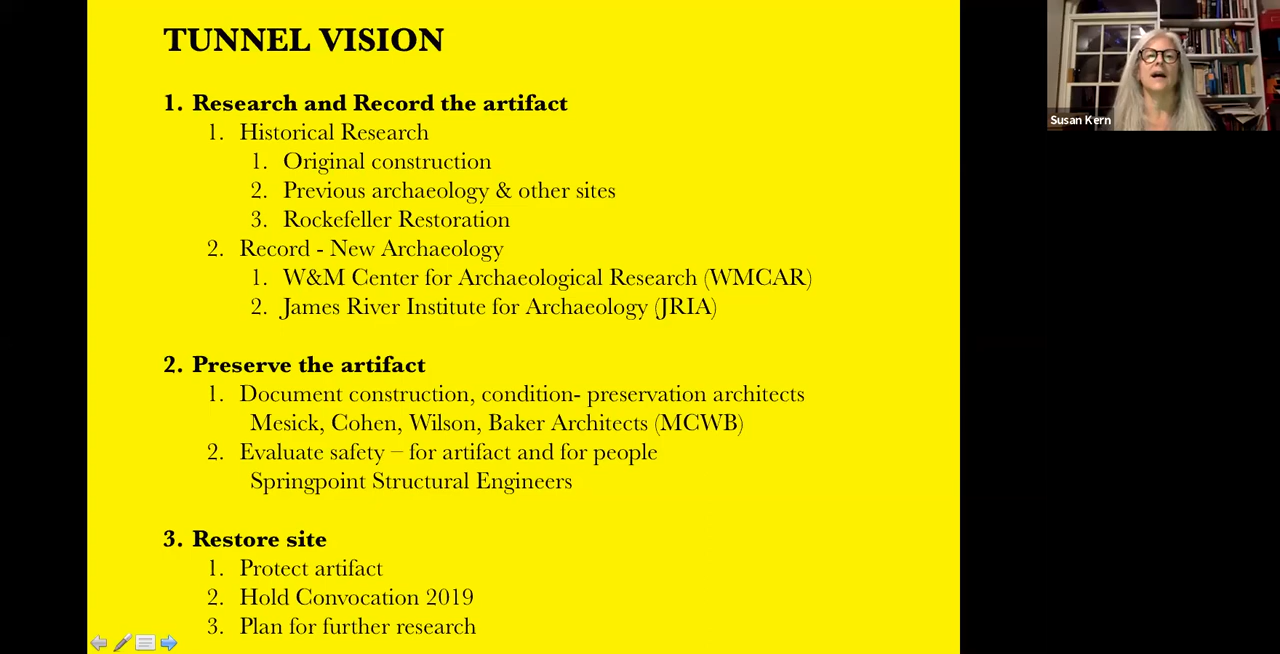 TUNNEL VISION
1. Research and Record the artifact
1. Historical Research
1. Original construction
2. Previous archaeology & other sites
3. Rockefeller Restoration
2. Record - New Archaeology
1. W&M Center for Archaeological Research (WMCAR)
2. James River Institute for Archaeology (JRIA)
2. Preserve the artifact
1. Document construction, condition- preservation architects
Mesick, Cohen, Wilson, Baker Architects (MCWB)
2. Evaluate safety – for artifact and for people
Springpoint Structural Engineers
3. Restore site
1. Protect artifact
2. Hold Convocation 2019
3. Plan for further research
Susan Kern